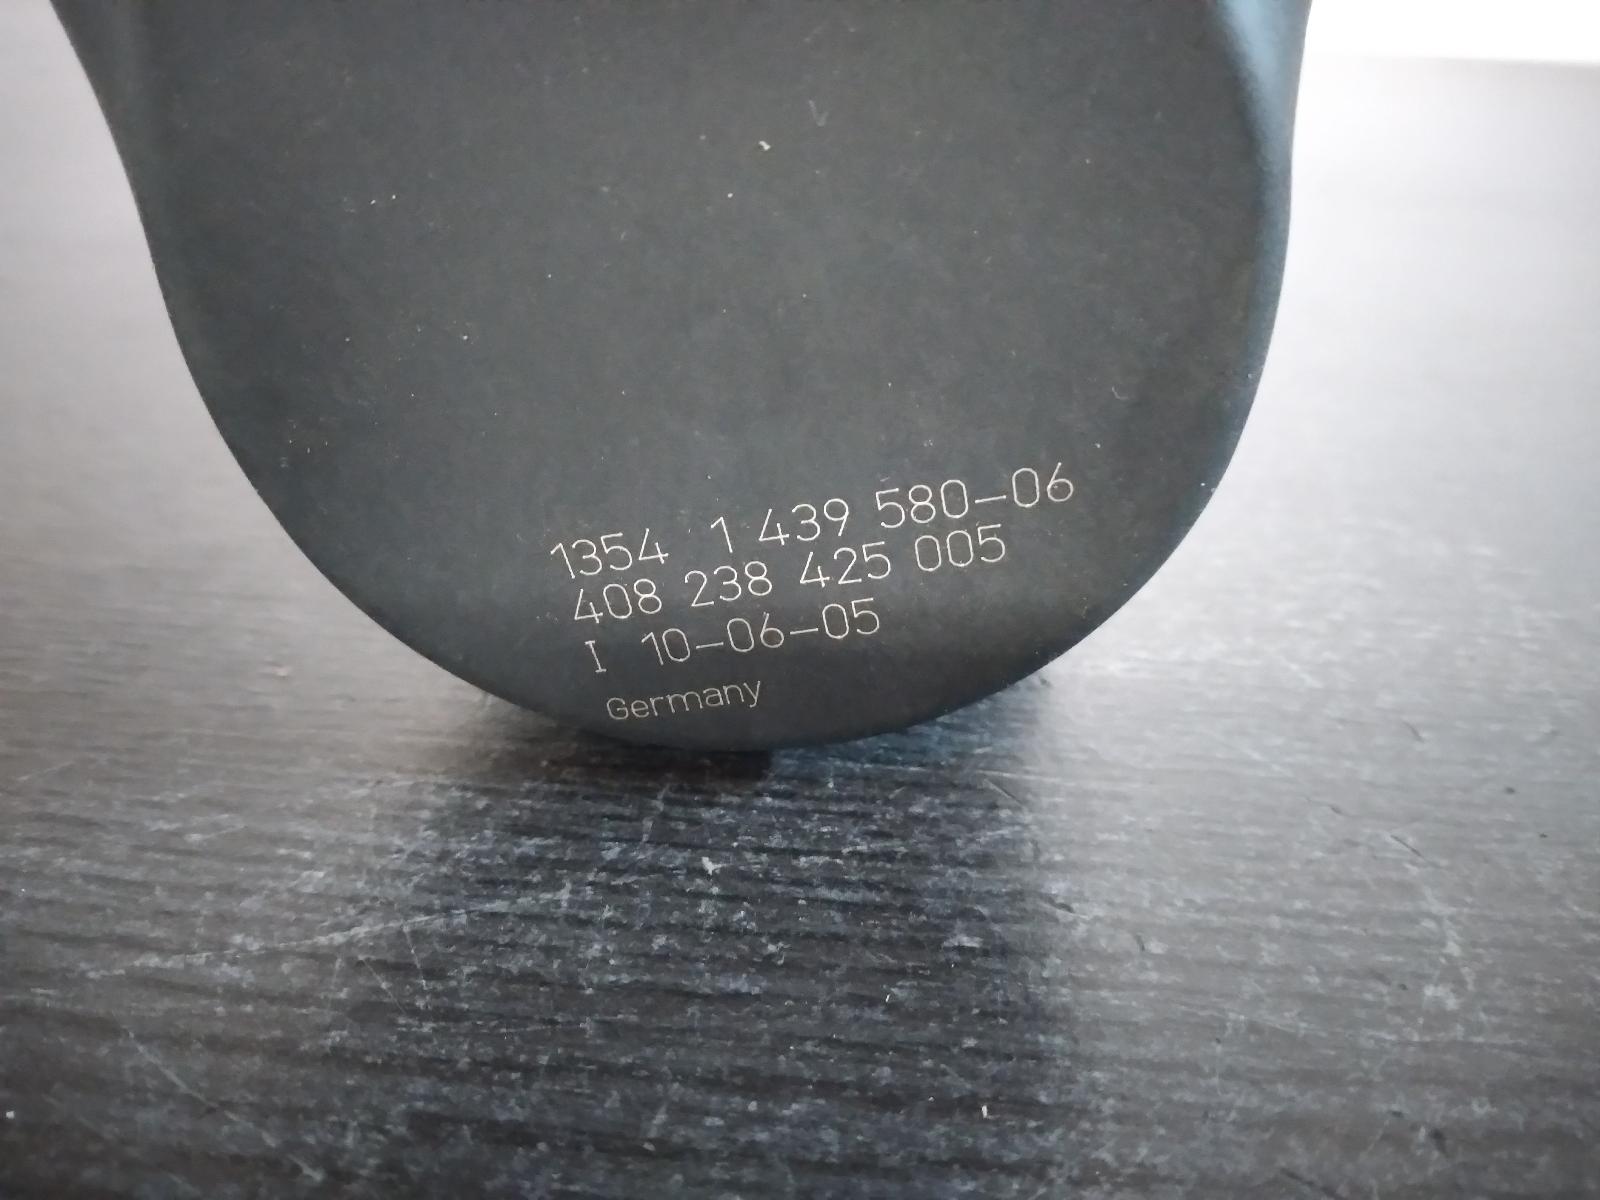 1354 1 439 580-06
408 238 425 005
I 10-06-05
Germany